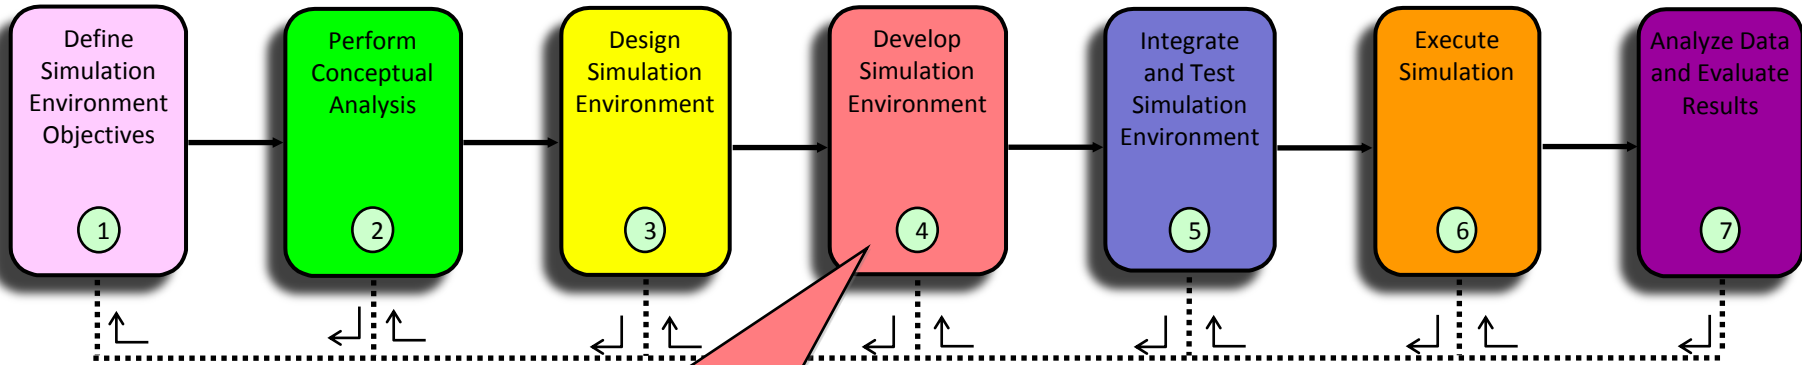 Define
Simulation
Environment
Objectives
1
Perform
Conceptual
Analysis
2
Design
Simulation
Environment
3
Develop
Simulation
Environment
4
Integrate
and Test
Simulation
Environment
5
Execute
Simulation
6
Analyze Data
and Evaluate
Results
7